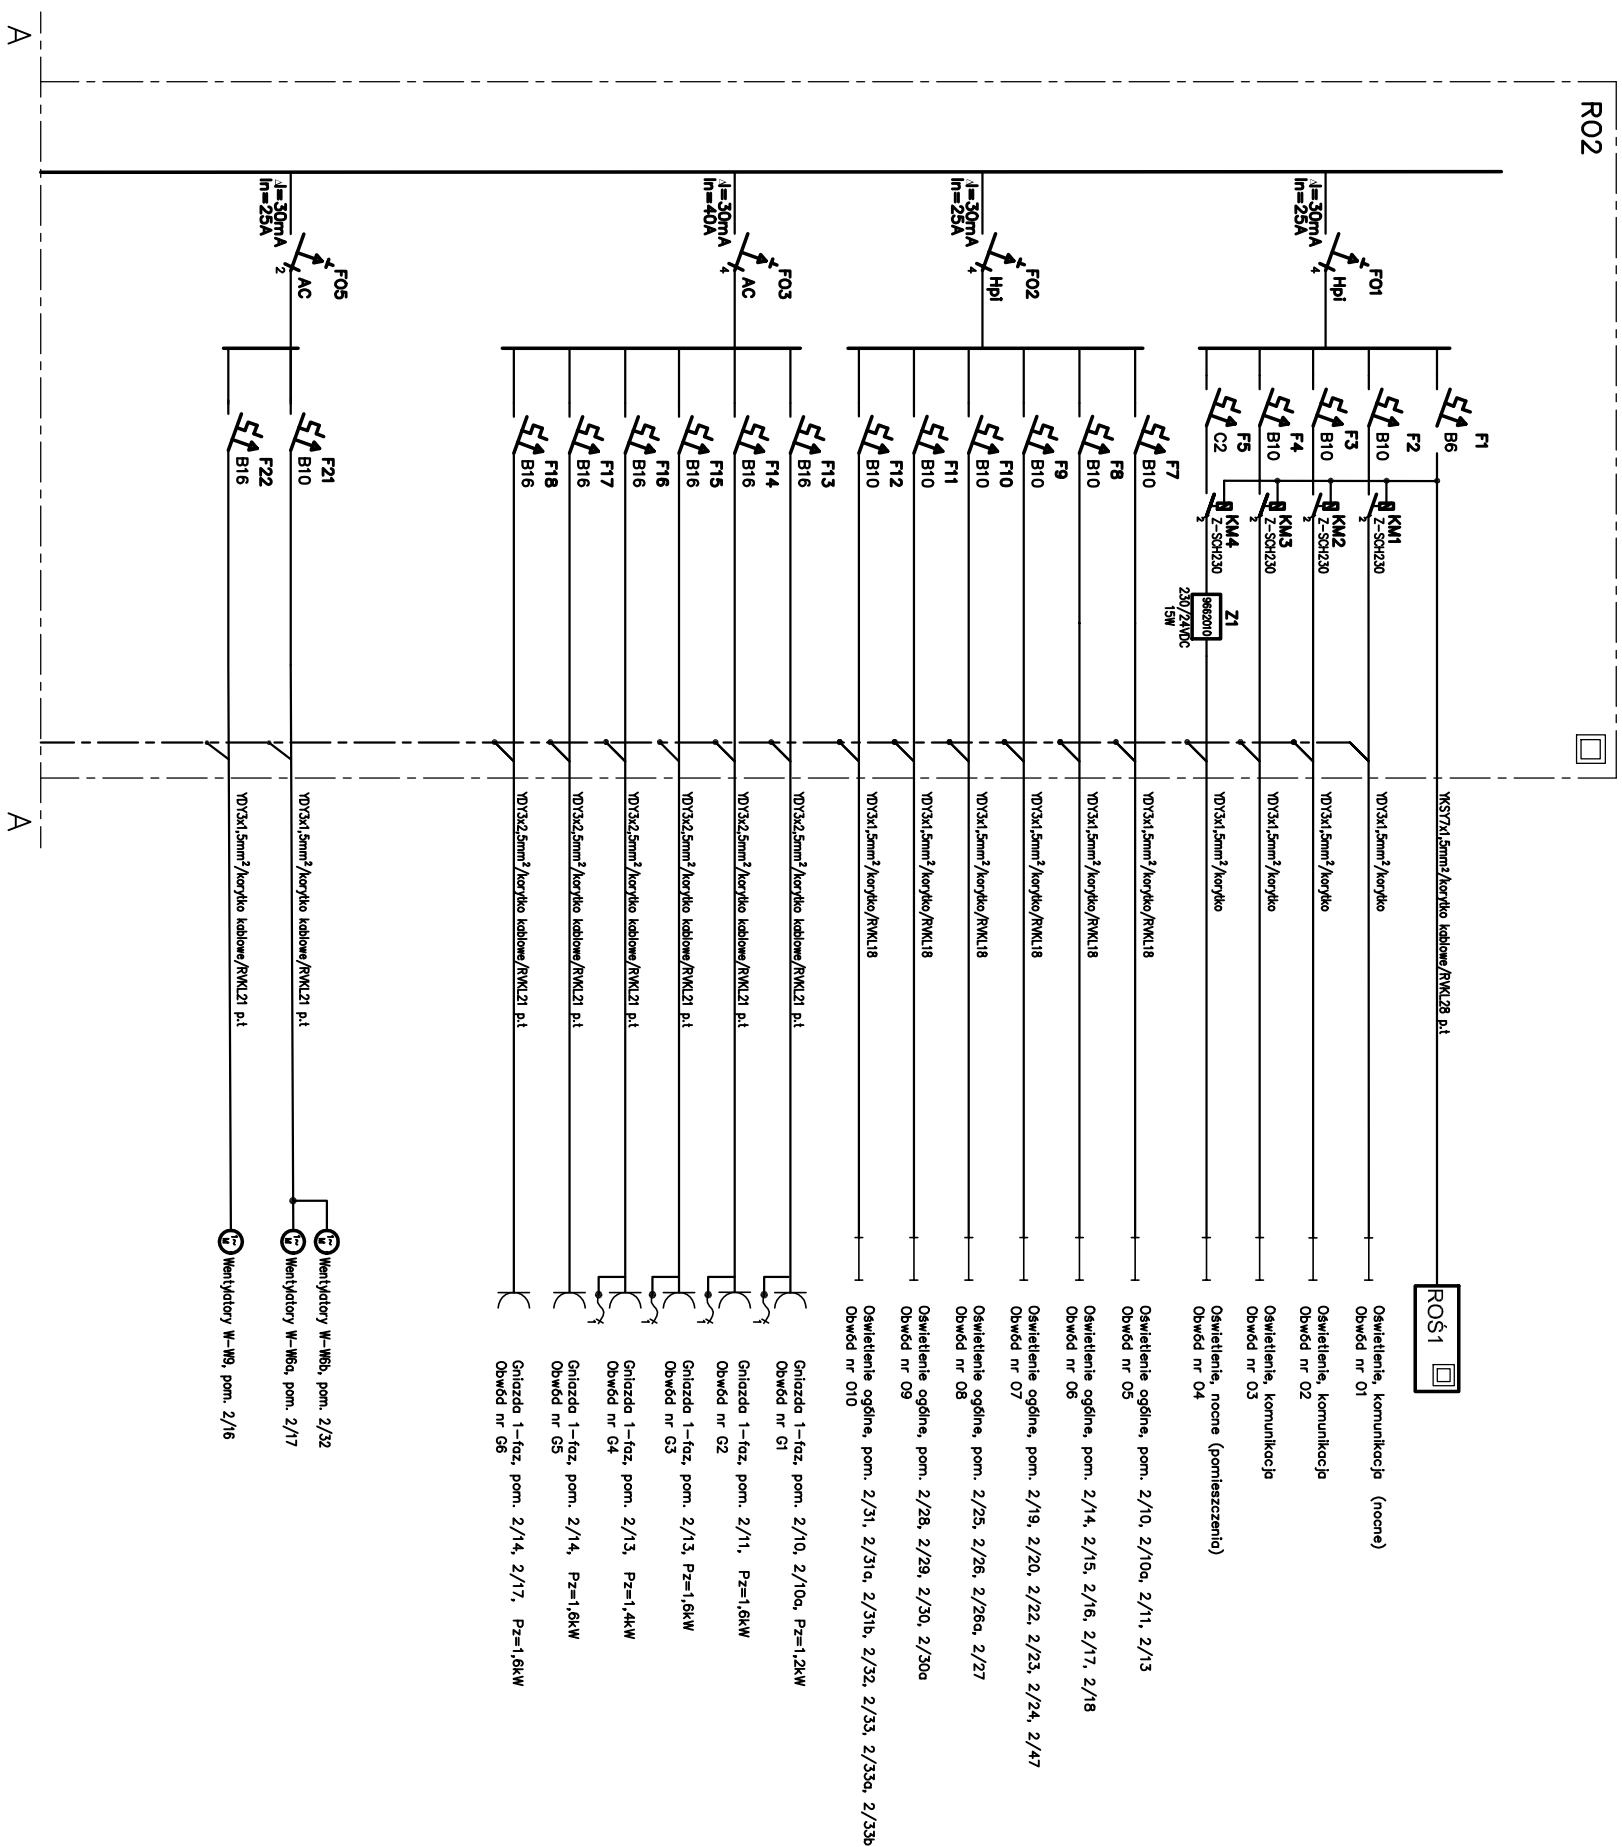 RO2
A
A
ΔI=30mA
In=25A
FO1
Hpi
4
ΔI=30mA
In=25A
FO2
Hpi
4
ΔI=30mA
In=40A
FO3
AC
4
ΔI=30mA
In=25A
FO5
AC
2
F1
B6
F2
B10
F3
B10
F4
B10
F5
C2
F7
B10
F8
B10
F9
B10
F10
B10
F11
B10
F12
B10
F13
B16
F14
B16
F15
B16
F16
B16
F17
B16
F18
B16
F21
B10
F22
B16
KM1
Z-SCH230
2
KM2
Z-SCH230
2
KM3
Z-SCH230
2
KM4
Z-SCH230
2
Z1
9662010
230/24VDC
15W
YKSY7x1,5mm²/korytko kablowe/RVKL28 p.t
YDY3x1,5mm²/korytko
YDY3x1,5mm²/korytko
YDY3x1,5mm²/korytko
YDY3x1,5mm²/korytko
YDY3x1,5mm²/korytko/RVKL18
YDY3x1,5mm²/korytko/RVKL18
YDY3x1,5mm²/korytko/RVKL18
YDY3x1,5mm²/korytko/RVKL18
YDY3x1,5mm²/korytko/RVKL18
YDY3x1,5mm²/korytko/RVKL18
YDY3x2,5mm²/korytko kablowe/RVKL21 p.t
YDY3x2,5mm²/korytko kablowe/RVKL21 p.t
YDY3x2,5mm²/korytko kablowe/RVKL21 p.t
YDY3x2,5mm²/korytko kablowe/RVKL21 p.t
YDY3x2,5mm²/korytko kablowe/RVKL21 p.t
YDY3x2,5mm²/korytko kablowe/RVKL21 p.t
YDY3x1,5mm²/korytko kablowe/RVKL21 p.t
YDY3x1,5mm²/korytko kablowe/RVKL21 p.t
ROŚ1
Oświetlenie, komunikacja (nocne)
Obwód nr O1
Oświetlenie, komunikacja
Obwód nr O2
Oświetlenie, komunikacja
Obwód nr O3
Oświetlenie, nocne (pomieszczenia)
Obwód nr O4
Oświetlenie ogólne, pom. 2/10, 2/10a, 2/11, 2/13
Obwód nr O5
Oświetlenie ogólne, pom. 2/14, 2/15, 2/16, 2/17, 2/18
Obwód nr O6
Oświetlenie ogólne, pom. 2/19, 2/20, 2/22, 2/23, 2/24, 2/47
Obwód nr O7
Oświetlenie ogólne, pom. 2/25, 2/26, 2/26a, 2/27
Obwód nr O8
Oświetlenie ogólne, pom. 2/28, 2/29, 2/30, 2/30a
Obwód nr O9
Oświetlenie ogólne, pom. 2/31, 2/31a, 2/31b, 2/32, 2/33, 2/33a, 2/33b
Obwód nr O10
Gniazda 1-faz, pom. 2/10, 2/10a, Pz=1,2kW
Obwód nr G1
Gniazda 1-faz, pom. 2/11, Pz=1,6kW
Obwód nr G2
Gniazda 1-faz, pom. 2/13, Pz=1,6kW
Obwód nr G3
Gniazda 1-faz, pom. 2/13, Pz=1,4kW
Obwód nr G4
Gniazda 1-faz, pom. 2/14, Pz=1,6kW
Obwód nr G5
Gniazda 1-faz, pom. 2/14, 2/17, Pz=1,6kW
Obwód nr G6
1~
M
Wentylatory W-W6b, pom. 2/32
1~
M
Wentylatory W-W6a, pom. 2/17
1~
M
Wentylatory W-W9, pom. 2/16